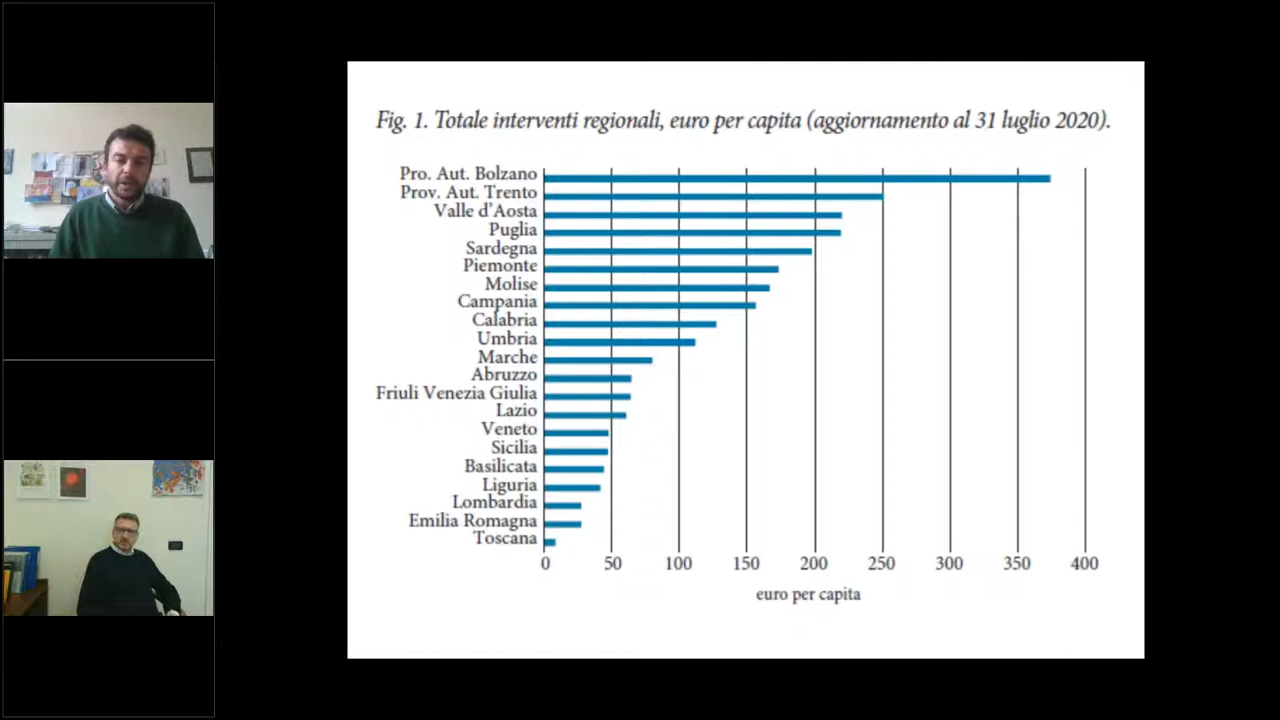 Fig. 1. Totale interventi regionali, euro per capita (aggiornamento al 31 luglio 2020).
Pro. Aut. Bolzano
Prov. Aut. Trento
Valle d'Aosta
Puglia
Sardegna
Piemonte
Molise
Campania
Calabria
Umbria
Marche
Abruzzo
Friuli Venezia Giulia
Lazio
Veneto
Sicilia
Basilicata
Liguria
Lombardia
Emilia Romagna
Toscana
0 50 100 150 200 250 300 350 400
euro per capita